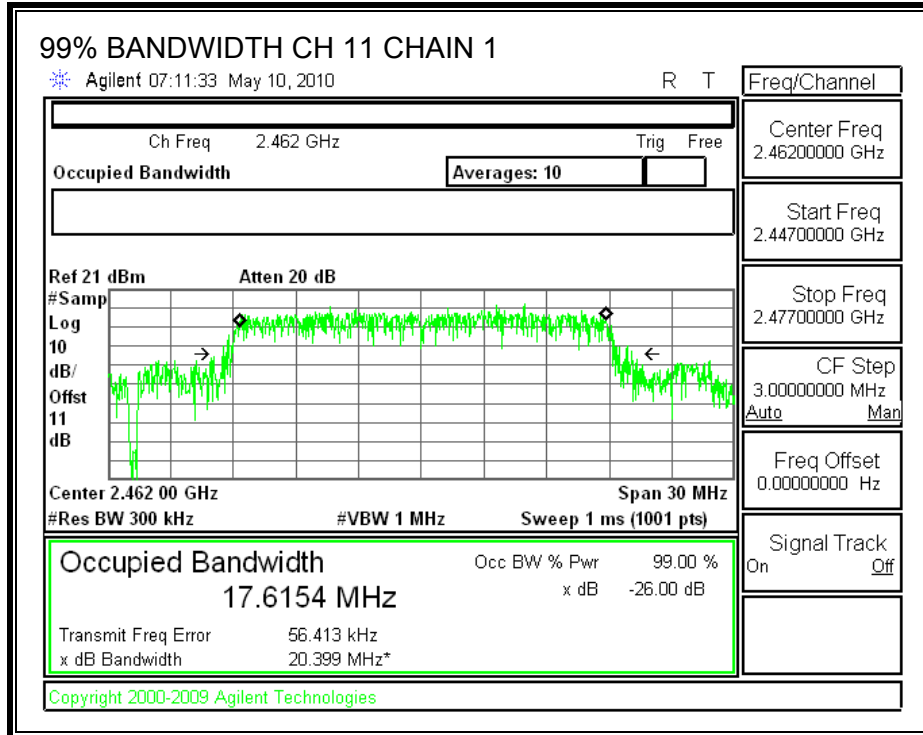 99% BANDWIDTH CH 11 CHAIN 1
Agilent 07:11:33 May 10, 2010 R T
Ch Freq 2.462 GHz Trig Free
Occupied Bandwidth Averages: 10
Ref 21 dBm Atten 20 dB
#Samp
Log
10
dB/
Offst
11
dB
Center 2.462 00 GHz Span 30 MHz
#Res BW 300 kHz #VBW 1 MHz Sweep 1 ms (1001 pts)
Occupied Bandwidth Occ BW % Pwr 99.00 %
17.6154 MHz x dB -26.00 dB
Transmit Freq Error 56.413 kHz
x dB Bandwidth 20.399 MHz*
Copyright 2000-2009 Agilent Technologies
Freq/Channel
Center Freq
2.46200000 GHz
Start Freq
2.44700000 GHz
Stop Freq
2.47700000 GHz
CF Step
3.00000000 MHz
Auto Man
Freq Offset
0.00000000 Hz
Signal Track
On Off